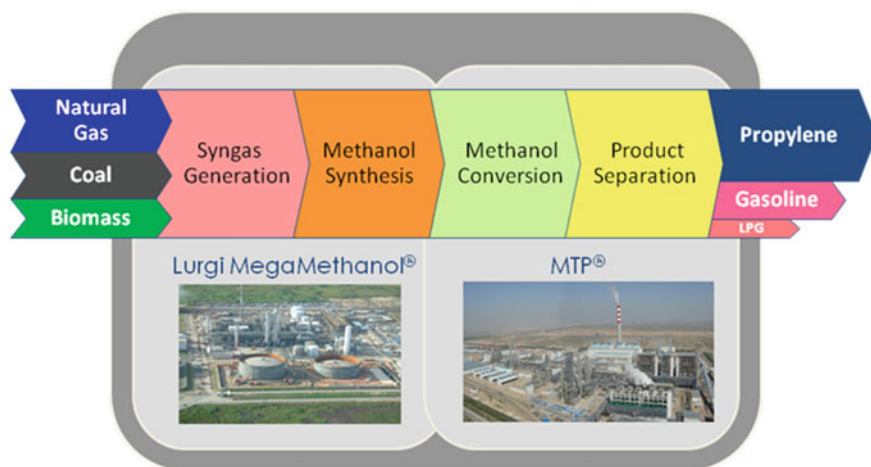 Natural
Gas
Coal
Biomass
Syngas
Generation
Methanol
Synthesis
Methanol
Conversion
Product
Separation
Propylene
Gasoline
LPG
Lurgi MegaMethanol®
MTP®